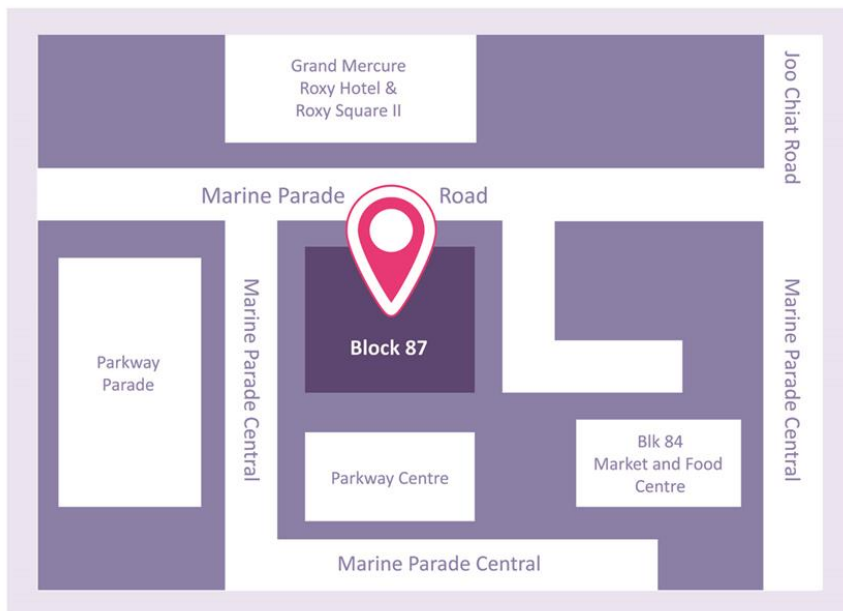 Grand Mercure
Roxy Hotel &
Roxy Square II
Joo Chiat Road
Marine Parade Road
Marine Parade Central
Block 87
Marine Parade Central
Parkway
Parade
Parkway Centre
Blk 84
Market and Food
Centre
Marine Parade Central